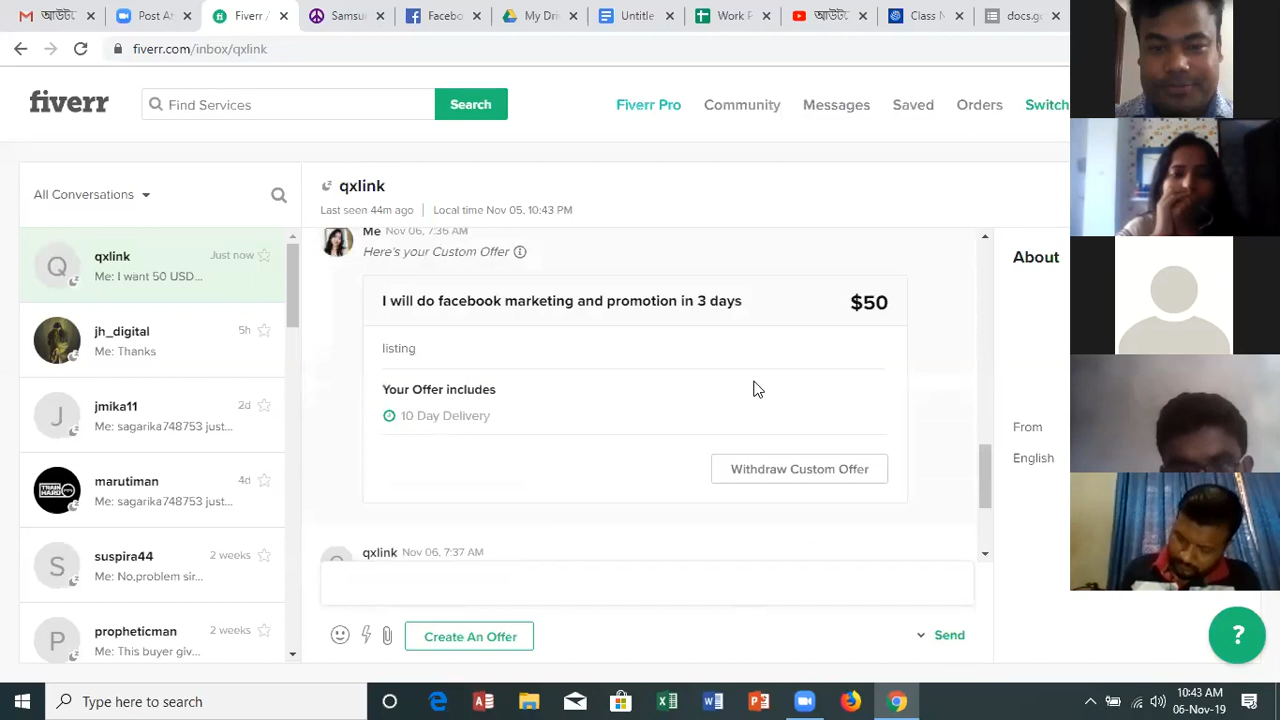 আউটে
Post At
Fiverr /
Samsu
Facebo
My Dri
Untitle
Work P
আউটে
Class N
docs.g
fiverr.com/inbox/qxlink
fiverr
Find Services
Search
Fiverr Pro
Community
Messages
Saved
Orders
Switch
All Conversations
qxlink
Last seen 44m ago
Local time Nov 05, 10:43 PM
qxlink
Just now
Me: I want 50 USD...
jh_digital
5h
Me: Thanks
jmika11
2d
Me: sagarika748753 just...
marutiman
4d
Me: sagarika748753 just...
suspira44
2 weeks
Me: No,problem sir...
propheticman
2 weeks
Me: This buyer giv...
Me Nov 06, 7:36 AM
Here's your Custom Offer
I will do facebook marketing and promotion in 3 days
$50
listing
Your Offer includes
10 Day Delivery
Withdraw Custom Offer
qxlink Nov 06, 7:37 AM
Create An Offer
Send
About
From
English
?
Type here to search
10:43 AM
06-Nov-19